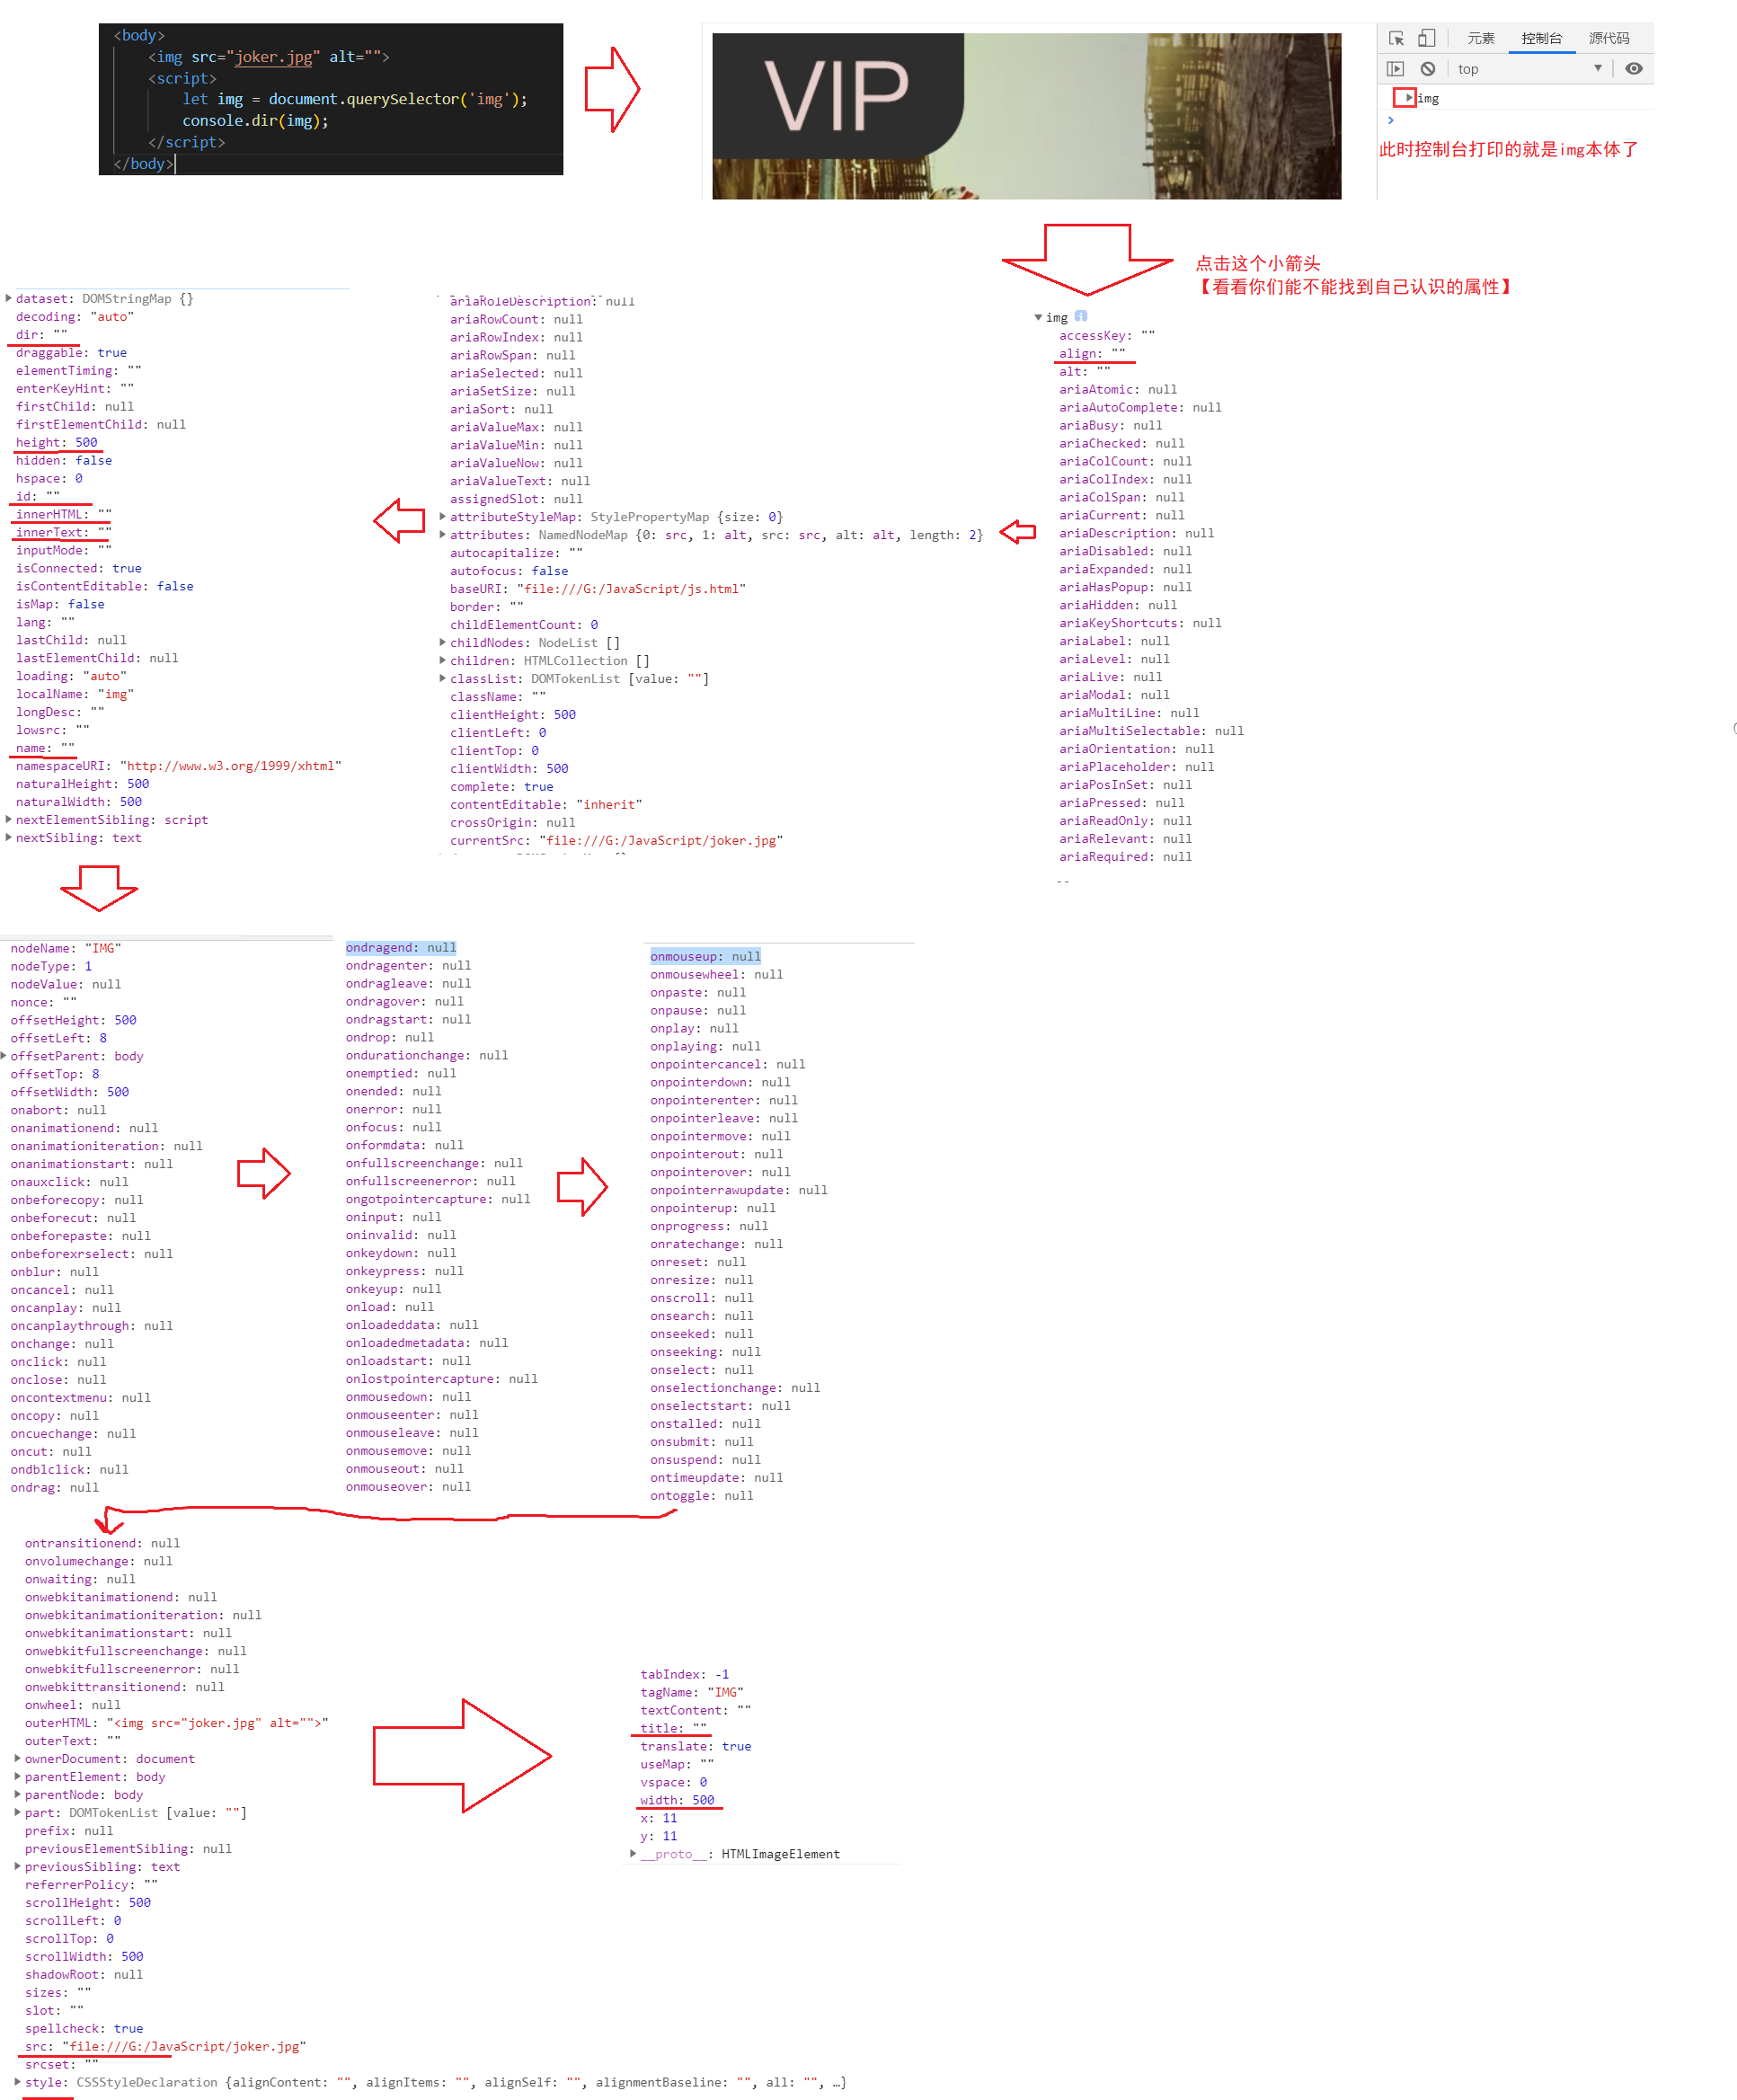 <body>
<img src="joker.jpg" alt="">
<script>
let img = document.querySelector('img');
console.dir(img);
</script>
</body>
VIP
元素 控制台 源代码
top
img
此时控制台打印的就是img本体了
点击这个小箭头
【看看你们能不能找到自己认识的属性】
img
accessKey: ""
align: ""
alt: ""
ariaAtomic: null
ariaAutoComplete: null
ariaBusy: null
ariaChecked: null
ariaColCount: null
ariaColIndex: null
ariaColSpan: null
ariaCurrent: null
ariaDescription: null
ariaDisabled: null
ariaExpanded: null
ariaHasPopup: null
ariaHidden: null
ariaKeyShortcuts: null
ariaLabel: null
ariaLevel: null
ariaLive: null
ariaModal: null
ariaMultiLine: null
ariaMultiSelectable: null
ariaOrientation: null
ariaPlaceholder: null
ariaPosInSet: null
ariaPressed: null
ariaReadOnly: null
ariaRelevant: null
ariaRequired: null
ariaRoleDescription: null
ariaRowCount: null
ariaRowIndex: null
ariaRowSpan: null
ariaSelected: null
ariaSetSize: null
ariaSort: null
ariaValueMax: null
ariaValueMin: null
ariaValueNow: null
ariaValueText: null
assignedSlot: null
attributeStyleMap: StylePropertyMap {size: 0}
attributes: NamedNodeMap {0: src, 1: alt, src: src, alt: alt, length: 2}
autocapitalize: ""
autofocus: false
baseURI: "file:///G:/JavaScript/js.html"
border: ""
childElementCount: 0
childNodes: NodeList []
children: HTMLCollection []
classList: DOMTokenList [value: ""]
className: ""
clientHeight: 500
clientLeft: 0
clientTop: 0
clientWidth: 500
complete: true
contentEditable: "inherit"
crossOrigin: null
currentSrc: "file:///G:/JavaScript/joker.jpg"
dataset: DOMStringMap {}
decoding: "auto"
dir: ""
draggable: true
elementTiming: ""
enterKeyHint: ""
firstChild: null
firstElementChild: null
height: 500
hidden: false
hspace: 0
id: ""
innerHTML: ""
innerText: ""
inputMode: ""
isConnected: true
isContentEditable: false
isMap: false
lang: ""
lastChild: null
lastElementChild: null
loading: "auto"
localName: "img"
longDesc: ""
lowsrc: ""
name: ""
namespaceURI: "http://www.w3.org/1999/xhtml"
naturalHeight: 500
naturalWidth: 500
nextElementSibling: script
nextSibling: text
nodeName: "IMG"
nodeType: 1
nodeValue: null
nonce: ""
offsetHeight: 500
offsetLeft: 8
offsetParent: body
offsetTop: 8
offsetWidth: 500
onabort: null
onanimationend: null
onanimationiteration: null
onanimationstart: null
onauxclick: null
onbeforecopy: null
onbeforecut: null
onbeforepaste: null
onbeforexrselect: null
onblur: null
oncancel: null
oncanplay: null
oncanplaythrough: null
onchange: null
onclick: null
onclose: null
oncontextmenu: null
oncopy: null
oncuechange: null
oncut: null
ondblclick: null
ondrag: null
ondragend: null
ondragenter: null
ondragleave: null
ondragover: null
ondragstart: null
ondrop: null
ondurationchange: null
onemptied: null
onended: null
onerror: null
onfocus: null
onformdata: null
onfullscreenchange: null
onfullscreenerror: null
ongotpointercapture: null
oninput: null
oninvalid: null
onkeydown: null
onkeypress: null
onkeyup: null
onload: null
onloadeddata: null
onloadedmetadata: null
onloadstart: null
onlostpointercapture: null
onmousedown: null
onmouseenter: null
onmouseleave: null
onmousemove: null
onmouseout: null
onmouseover: null
onmouseup: null
onmousewheel: null
onpaste: null
onpause: null
onplay: null
onplaying: null
onpointercancel: null
onpointerdown: null
onpointerenter: null
onpointerleave: null
onpointermove: null
onpointerout: null
onpointerover: null
onpointerrawupdate: null
onpointerup: null
onprogress: null
onratechange: null
onreset: null
onresize: null
onscroll: null
onsearch: null
onseeked: null
onseeking: null
onselect: null
onselectionchange: null
onselectstart: null
onstalled: null
onsubmit: null
onsuspend: null
ontimeupdate: null
ontoggle: null
ontransitionend: null
onvolumechange: null
onwaiting: null
onwebkitanimationend: null
onwebkitanimationiteration: null
onwebkitanimationstart: null
onwebkitfullscreenchange: null
onwebkitfullscreenerror: null
onwebkittransitionend: null
onwheel: null
outerHTML: "<img src="joker.jpg" alt="">"
outerText: ""
ownerDocument: document
parentElement: body
parentNode: body
part: DOMTokenList [value: ""]
prefix: null
previousElementSibling: null
previousSibling: text
referrerPolicy: ""
scrollHeight: 500
scrollLeft: 0
scrollTop: 0
scrollWidth: 500
shadowRoot: null
sizes: ""
slot: ""
spellcheck: true
src: "file:///G:/JavaScript/joker.jpg"
srcset: ""
style: CSSStyleDeclaration {alignContent: "", alignItems: "", alignSelf: "", alignmentBaseline: "", all: "", …}
tabIndex: -1
tagName: "IMG"
textContent: ""
title: ""
translate: true
useMap: ""
vspace: 0
width: 500
x: 11
y: 11
__proto__: HTMLImageElement